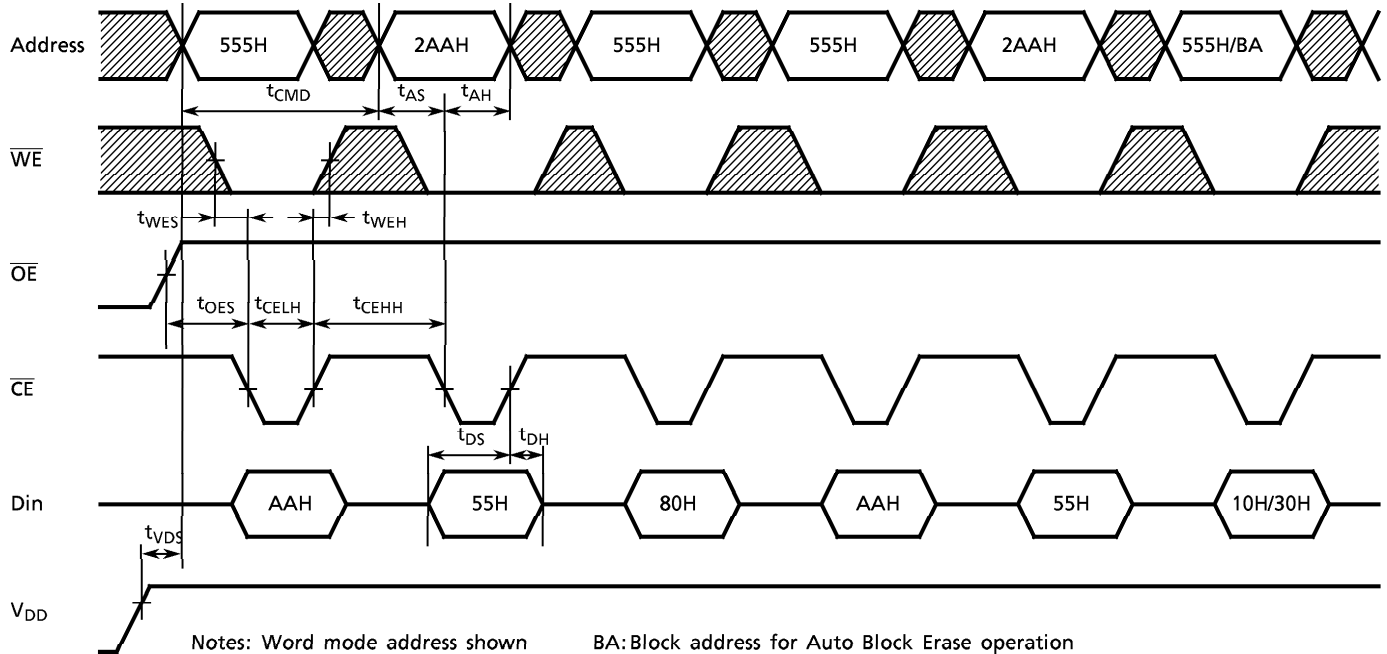 Address 555H 2AAH 555H 555H 2AAH 555H/BA
tCMD tAS tAH
WE
tWES tWEH
OE
tOES tCELH tCEHH
CE
tDS tDH
Din AAH 55H 80H AAH 55H 10H/30H
tVDS
VDD
Notes: Word mode address shown BA: Block address for Auto Block Erase operation